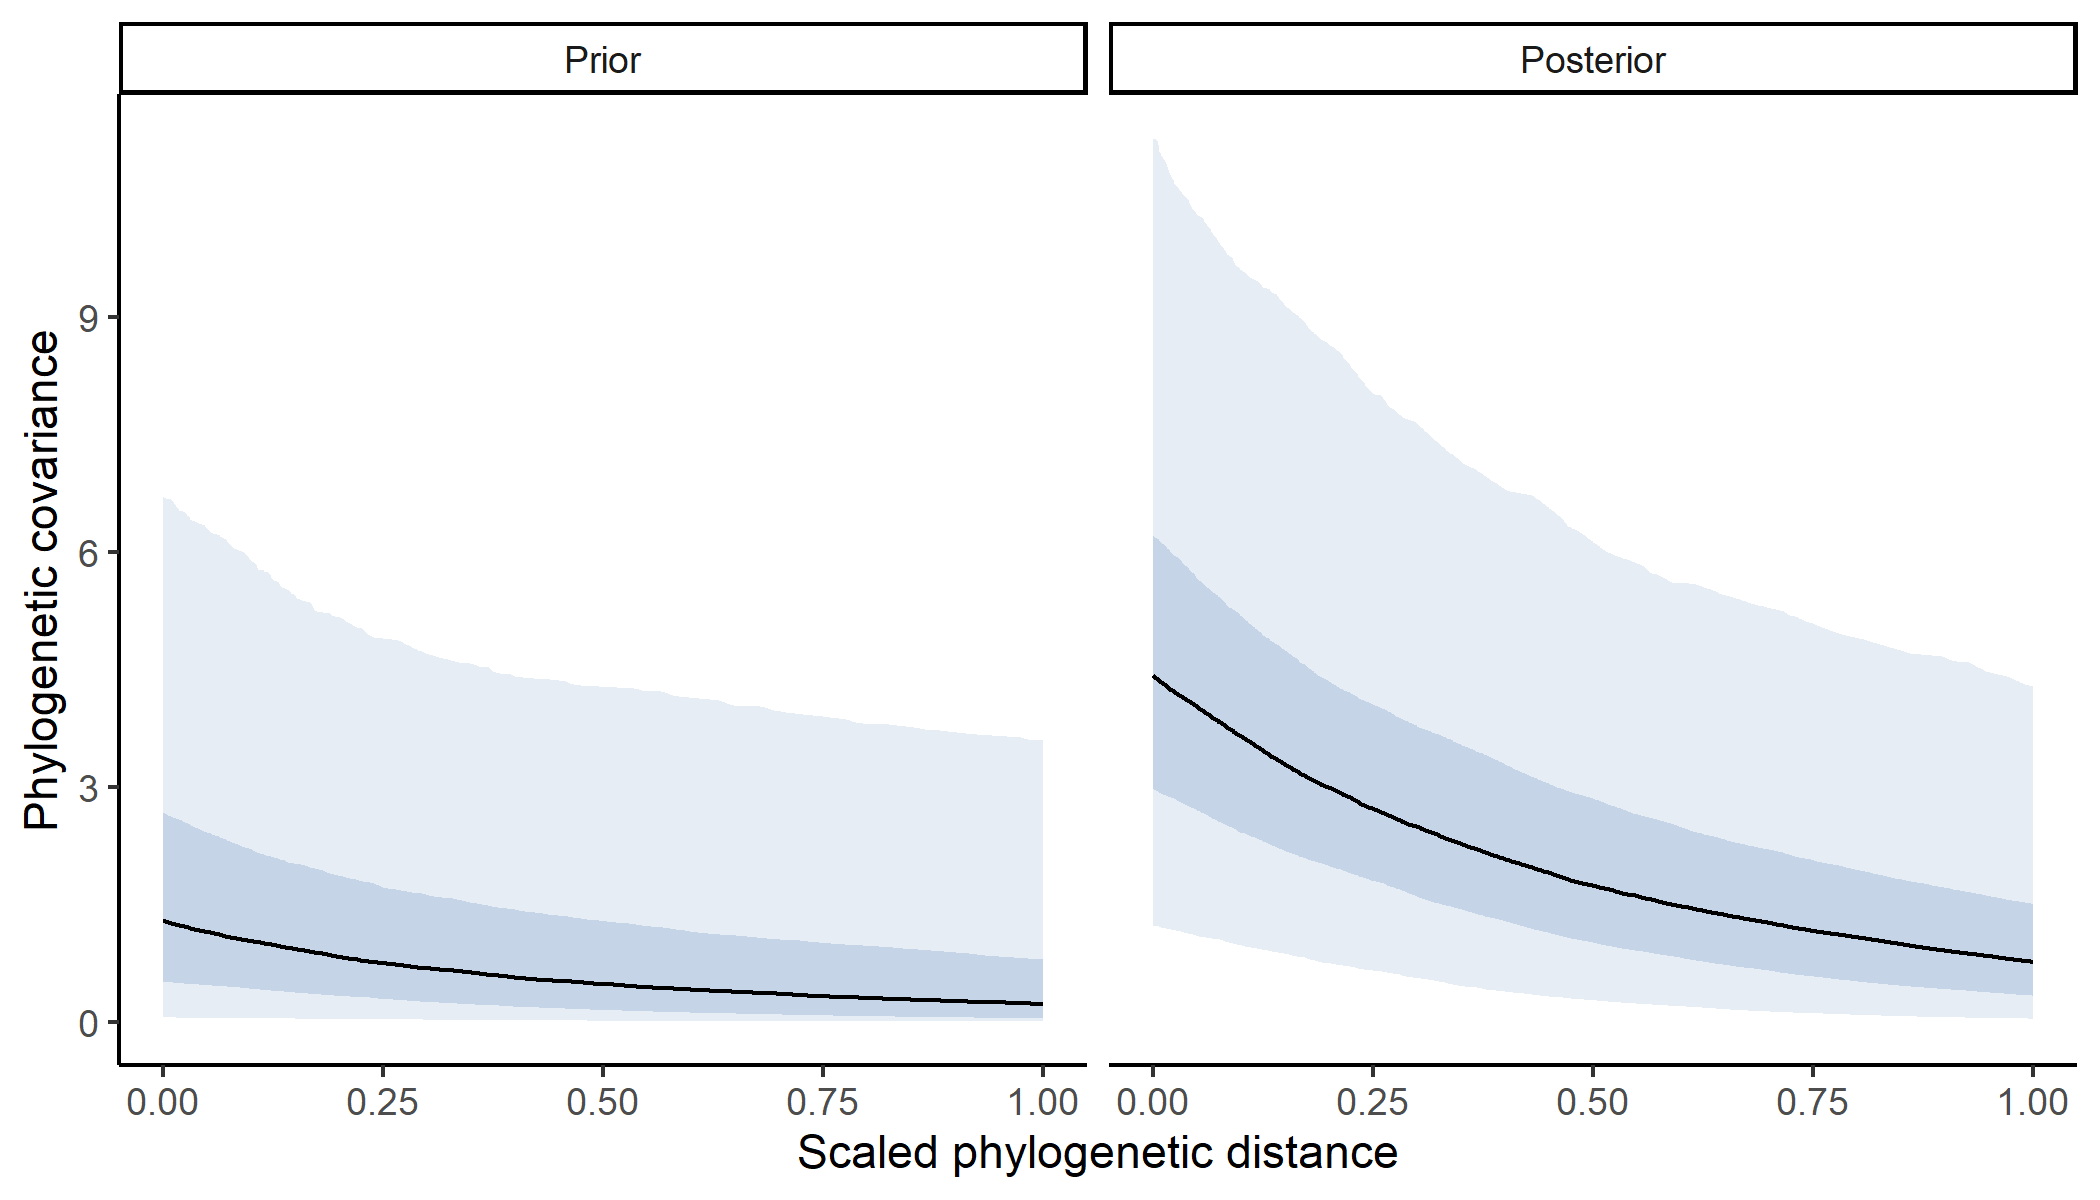 Prior
Posterior
Phylogenetic covariance
9
6
3
0
0.00 0.25 0.50 0.75 1.00
0.00 0.25 0.50 0.75 1.00
Scaled phylogenetic distance